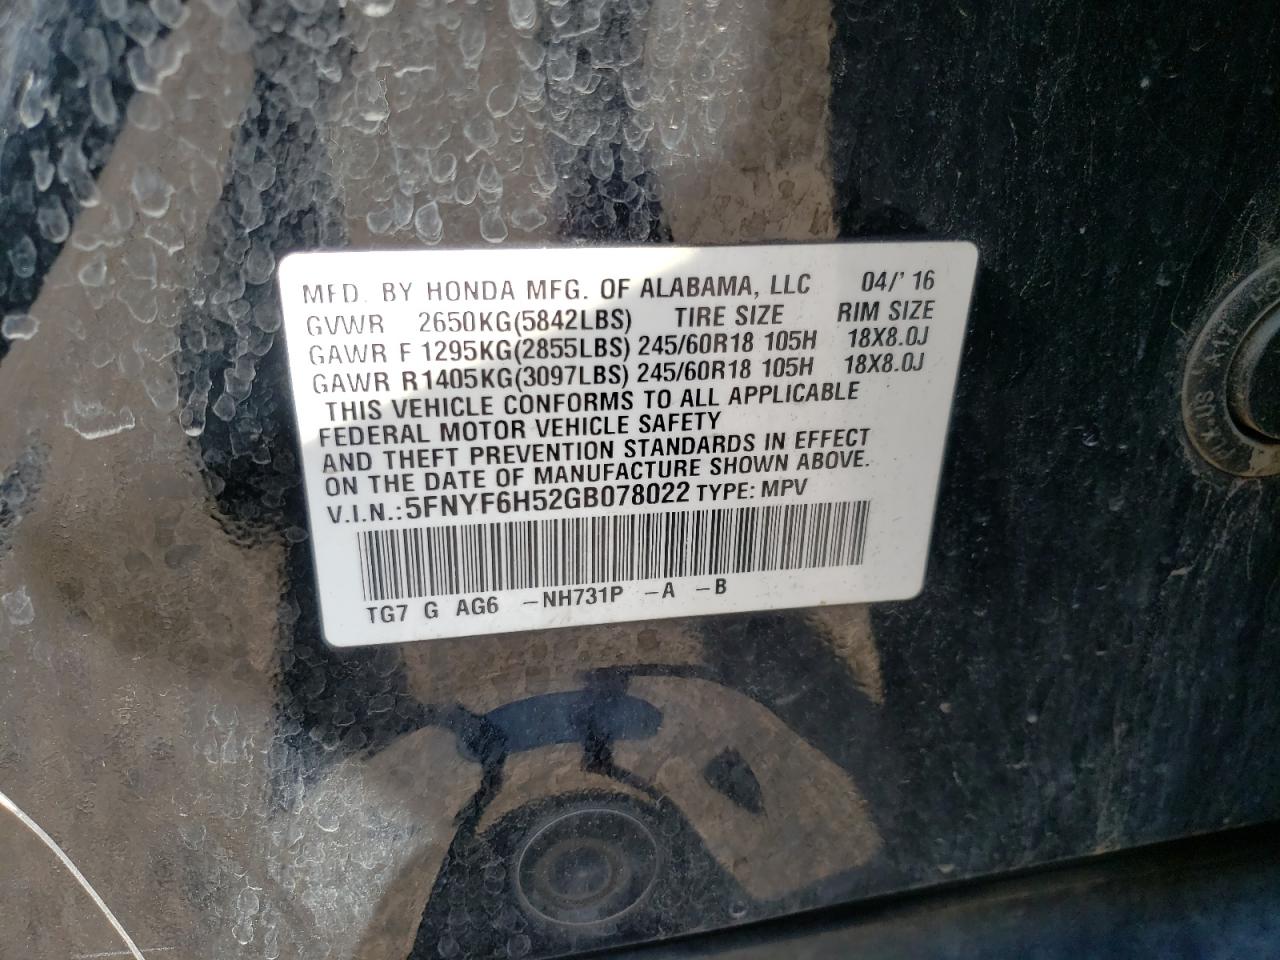 MFD. BY HONDA MFG. OF ALABAMA, LLC 04/'16
GVWR 2650KG(5842LBS) TIRE SIZE RIM SIZE
GAWR F 1295KG(2855LBS) 245/60R18 105H 18X8.0J
GAWR R1405KG(3097LBS) 245/60R18 105H 18X8.0J
THIS VEHICLE CONFORMS TO ALL APPLICABLE
FEDERAL MOTOR VEHICLE SAFETY
AND THEFT PREVENTION STANDARDS IN EFFECT
ON THE DATE OF MANUFACTURE SHOWN ABOVE.
V.I.N.:5FNYF6H52GB078022 TYPE: MPV
TG7 G AG6 -NH731P -A -B